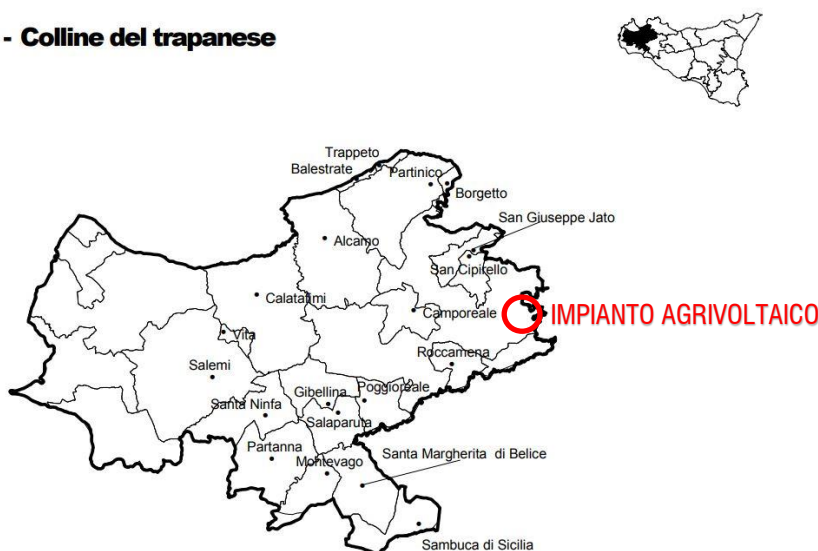 - Colline del trapanese
Trappeto
Balestrate
Partinico
Borgetto
San Giuseppe Jato
Alcamo
San Cipirello
Calatafimi
Camporeale
IMPIANTO AGRIVOLTAICO
Vita
Roccamena
Salemi
Gibellina
Poggioreale
Santa Ninfa
Salaparuta
Partanna
Montevago
Santa Margherita di Belice
Sambuca di Sicilia